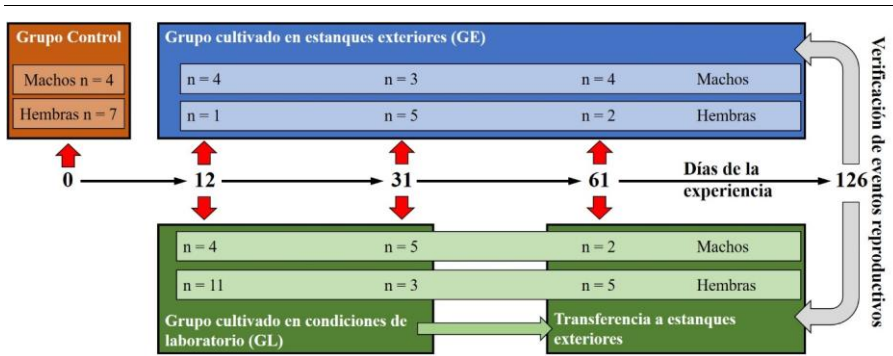 Grupo Control
Machos n = 4
Hembras n = 7
Grupo cultivado en estanques exteriores (GE)
n = 4 n = 3 n = 4 Machos
n = 1 n = 5 n = 2 Hembras
0 12 31 61 Días de la experiencia 126
n = 4 n = 5 n = 2 Machos
n = 11 n = 3 n = 5 Hembras
Grupo cultivado en condiciones de
laboratorio (GL)
Transferencia a estanques
exteriores
Verificación de eventos reproductivos